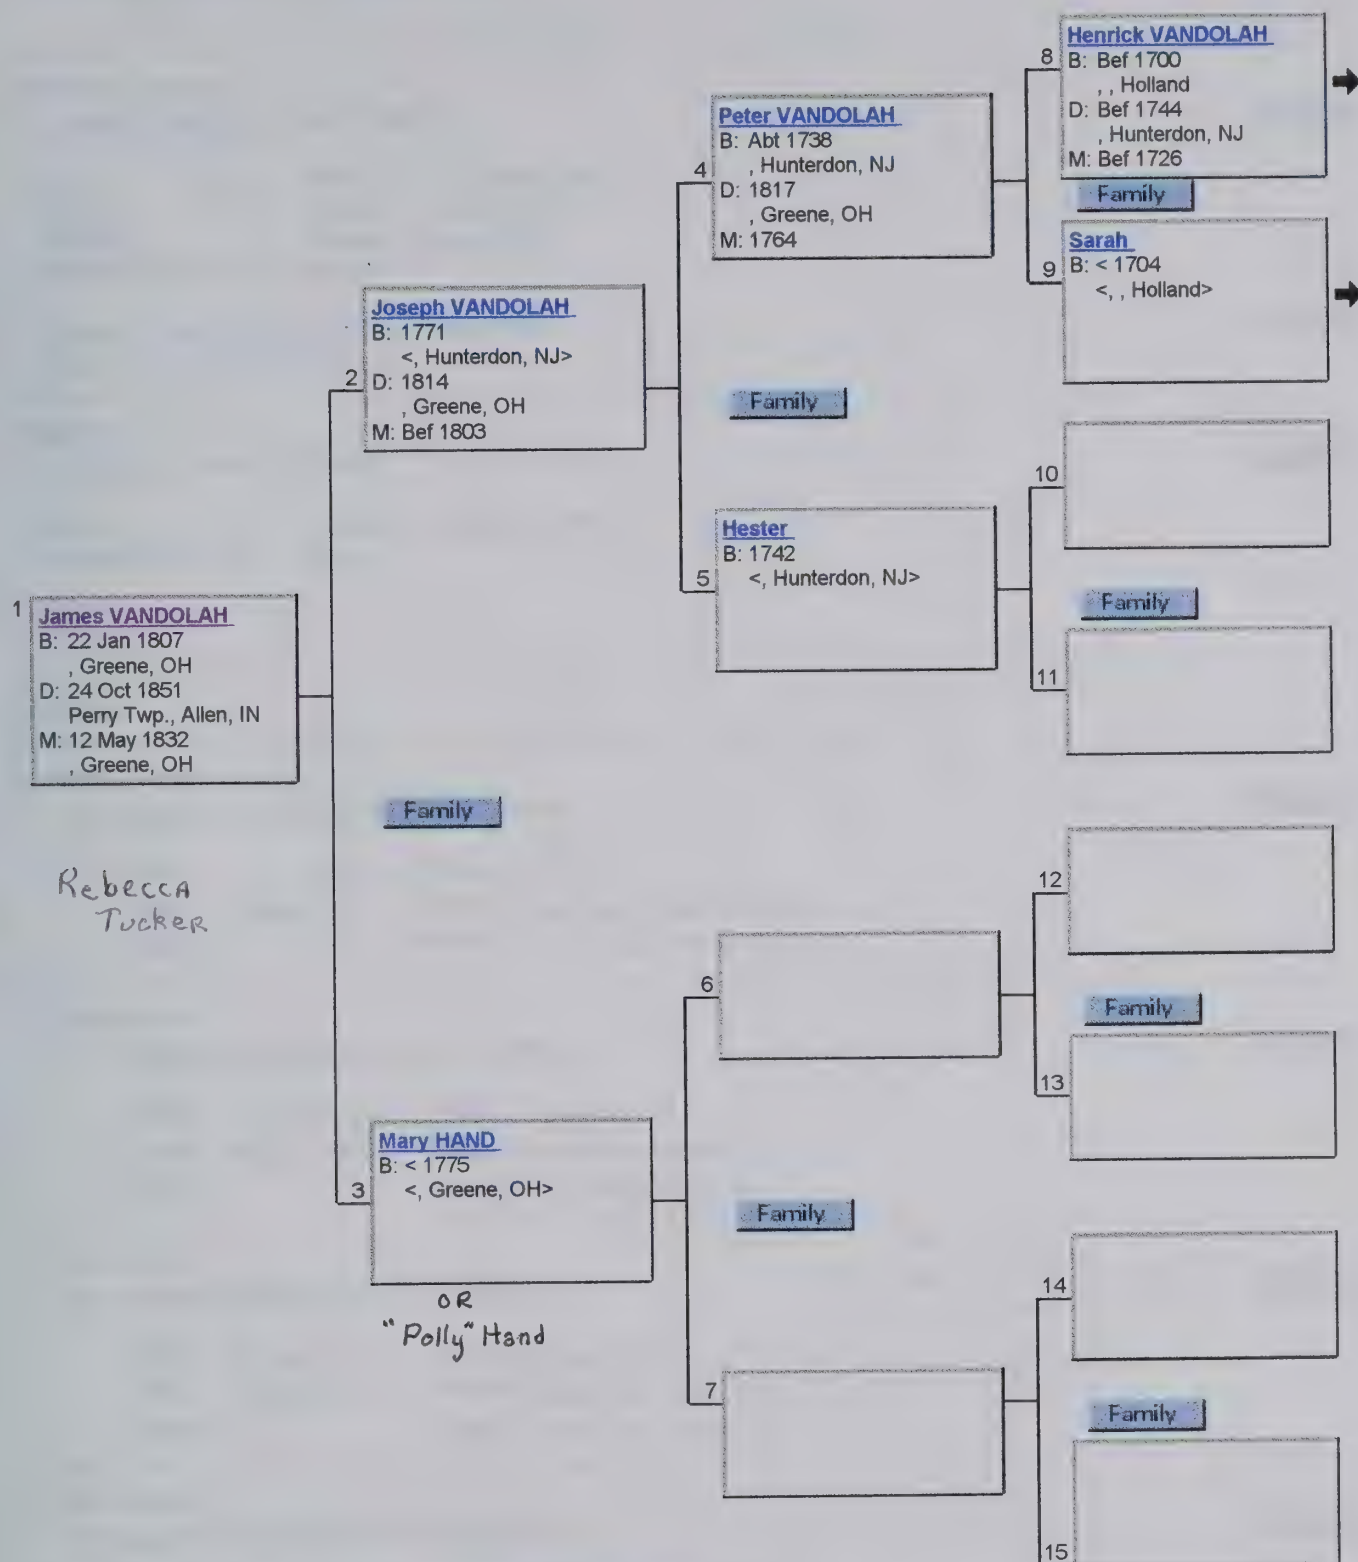 1
James VANDOLAH
B: 22 Jan 1807
, Greene, OH
D: 24 Oct 1851
Perry Twp., Allen, IN
M: 12 May 1832
, Greene, OH
Rebecca
Tucker
2
Joseph VANDOLAH
B: 1771
<, Hunterdon, NJ>
D: 1814
, Greene, OH
M: Bef 1803
Family
3
Mary HAND
B: < 1775
<, Greene, OH>
OR
"Polly" Hand
4
Peter VANDOLAH
B: Abt 1738
, Hunterdon, NJ
D: 1817
, Greene, OH
M: 1764
Family
5
Hester
B: 1742
<, Hunterdon, NJ>
6
Family
7
8
Henrick VANDOLAH
B: Bef 1700
, , Holland
D: Bef 1744
, Hunterdon, NJ
M: Bef 1726
Family
9
Sarah
B: < 1704
<, , Holland>
10
Family
11
12
Family
13
14
Family
15